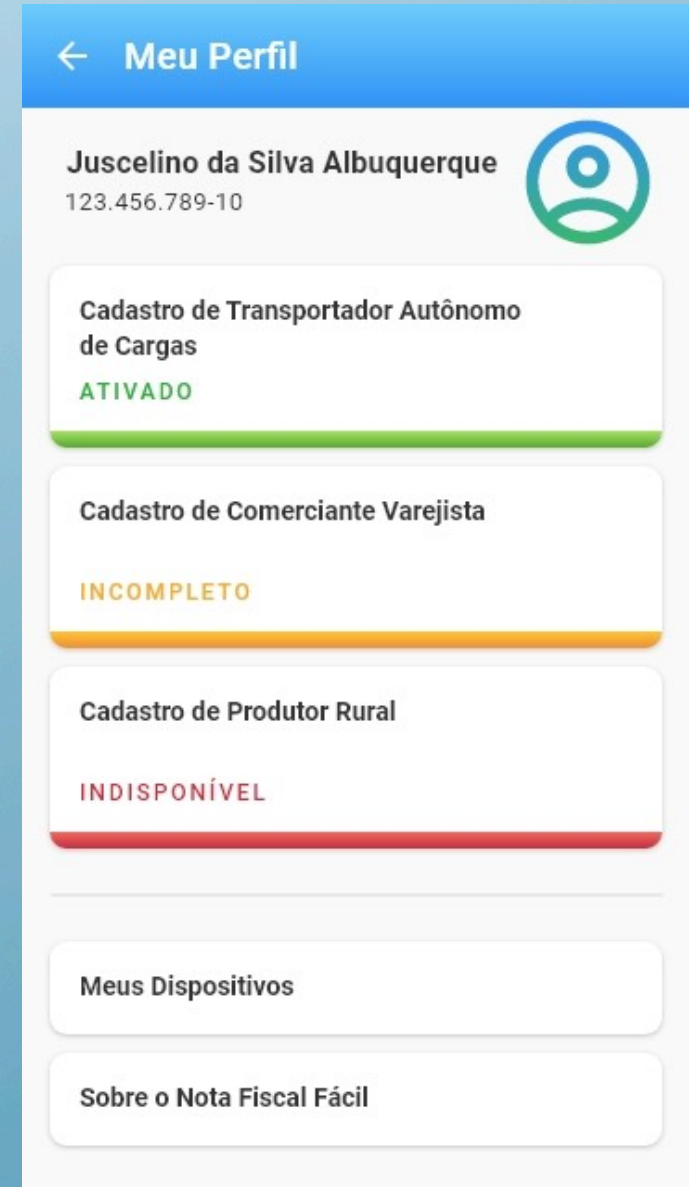 Meu Perfil
Juscelino da Silva Albuquerque
123.456.789-10
Cadastro de Transportador Autônomo
de Cargas
ATIVADO
Cadastro de Comerciante Varejista
INCOMPLETO
Cadastro de Produtor Rural
INDISPONÍVEL
Meus Dispositivos
Sobre o Nota Fiscal Fácil